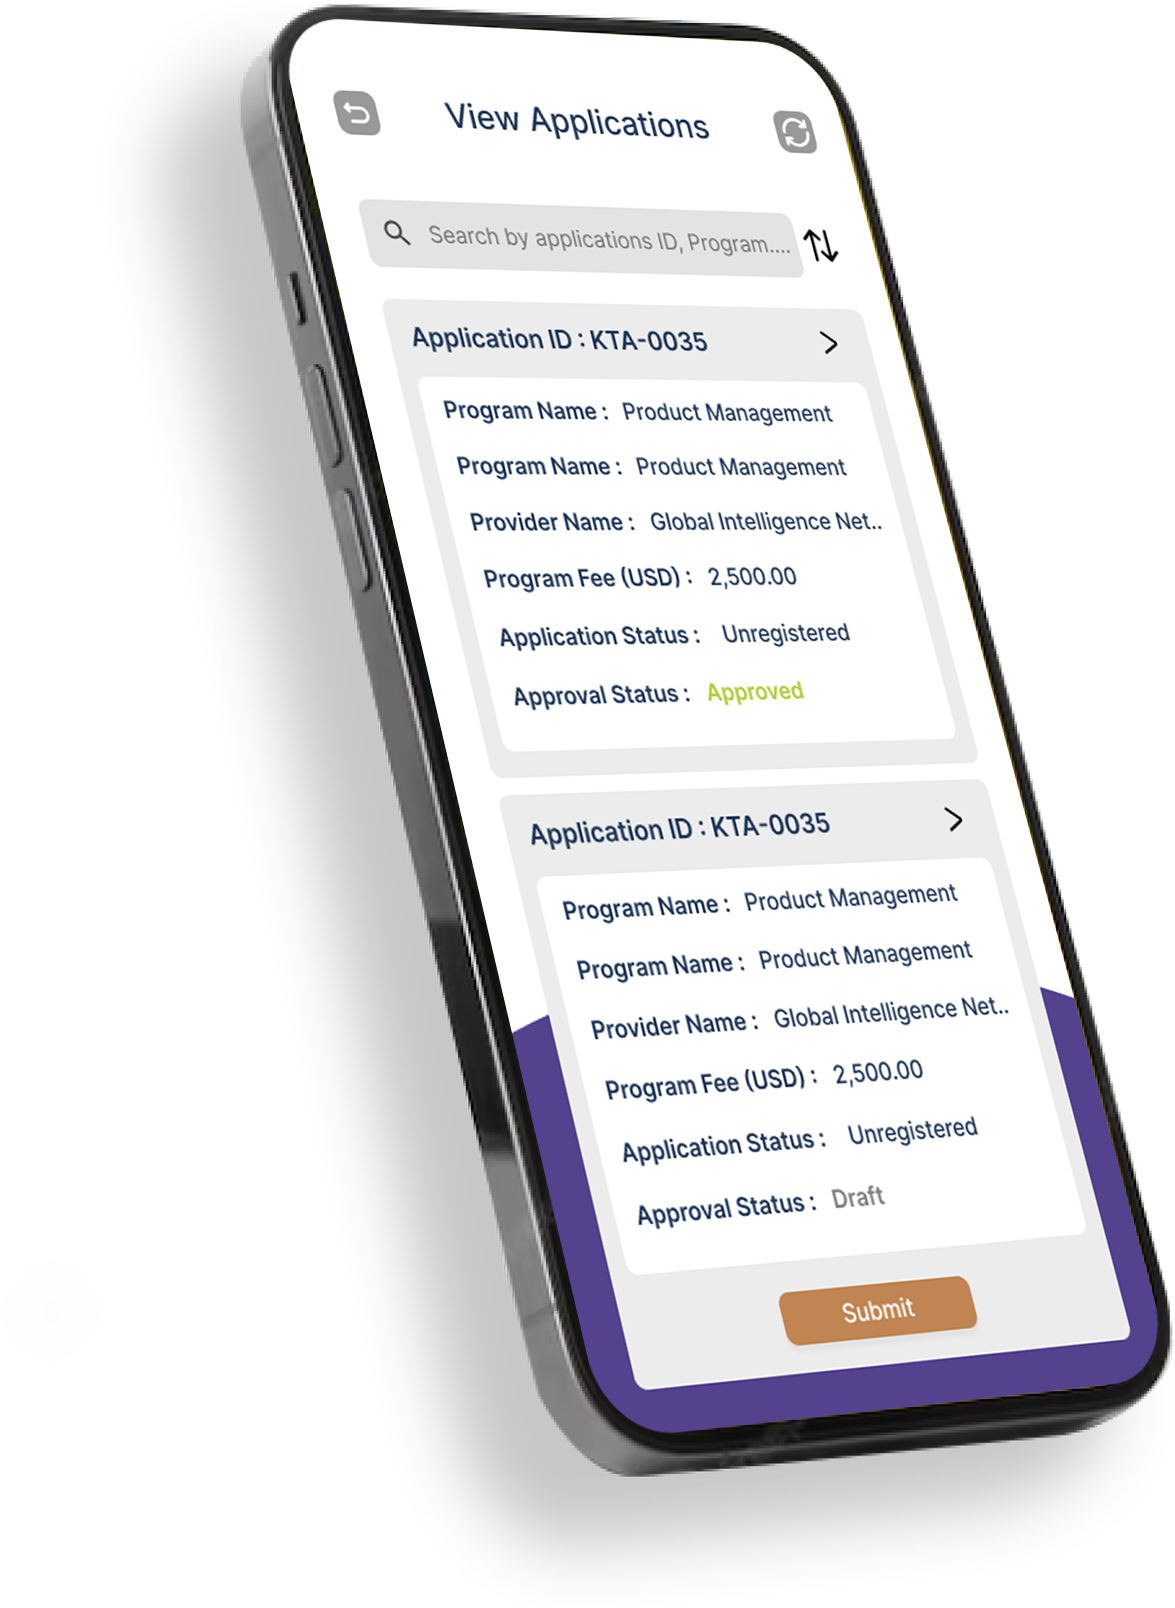 View Applications
Search by applications ID, Program....
Application ID : KTA-0035
Program Name : Product Management
Program Name : Product Management
Provider Name : Global Intelligence Net..
Program Fee (USD) : 2,500.00
Application Status : Unregistered
Approval Status : Approved
Application ID : KTA-0035
Program Name : Product Management
Program Name : Product Management
Provider Name : Global Intelligence Net..
Program Fee (USD) : 2,500.00
Application Status : Unregistered
Approval Status : Draft
Submit